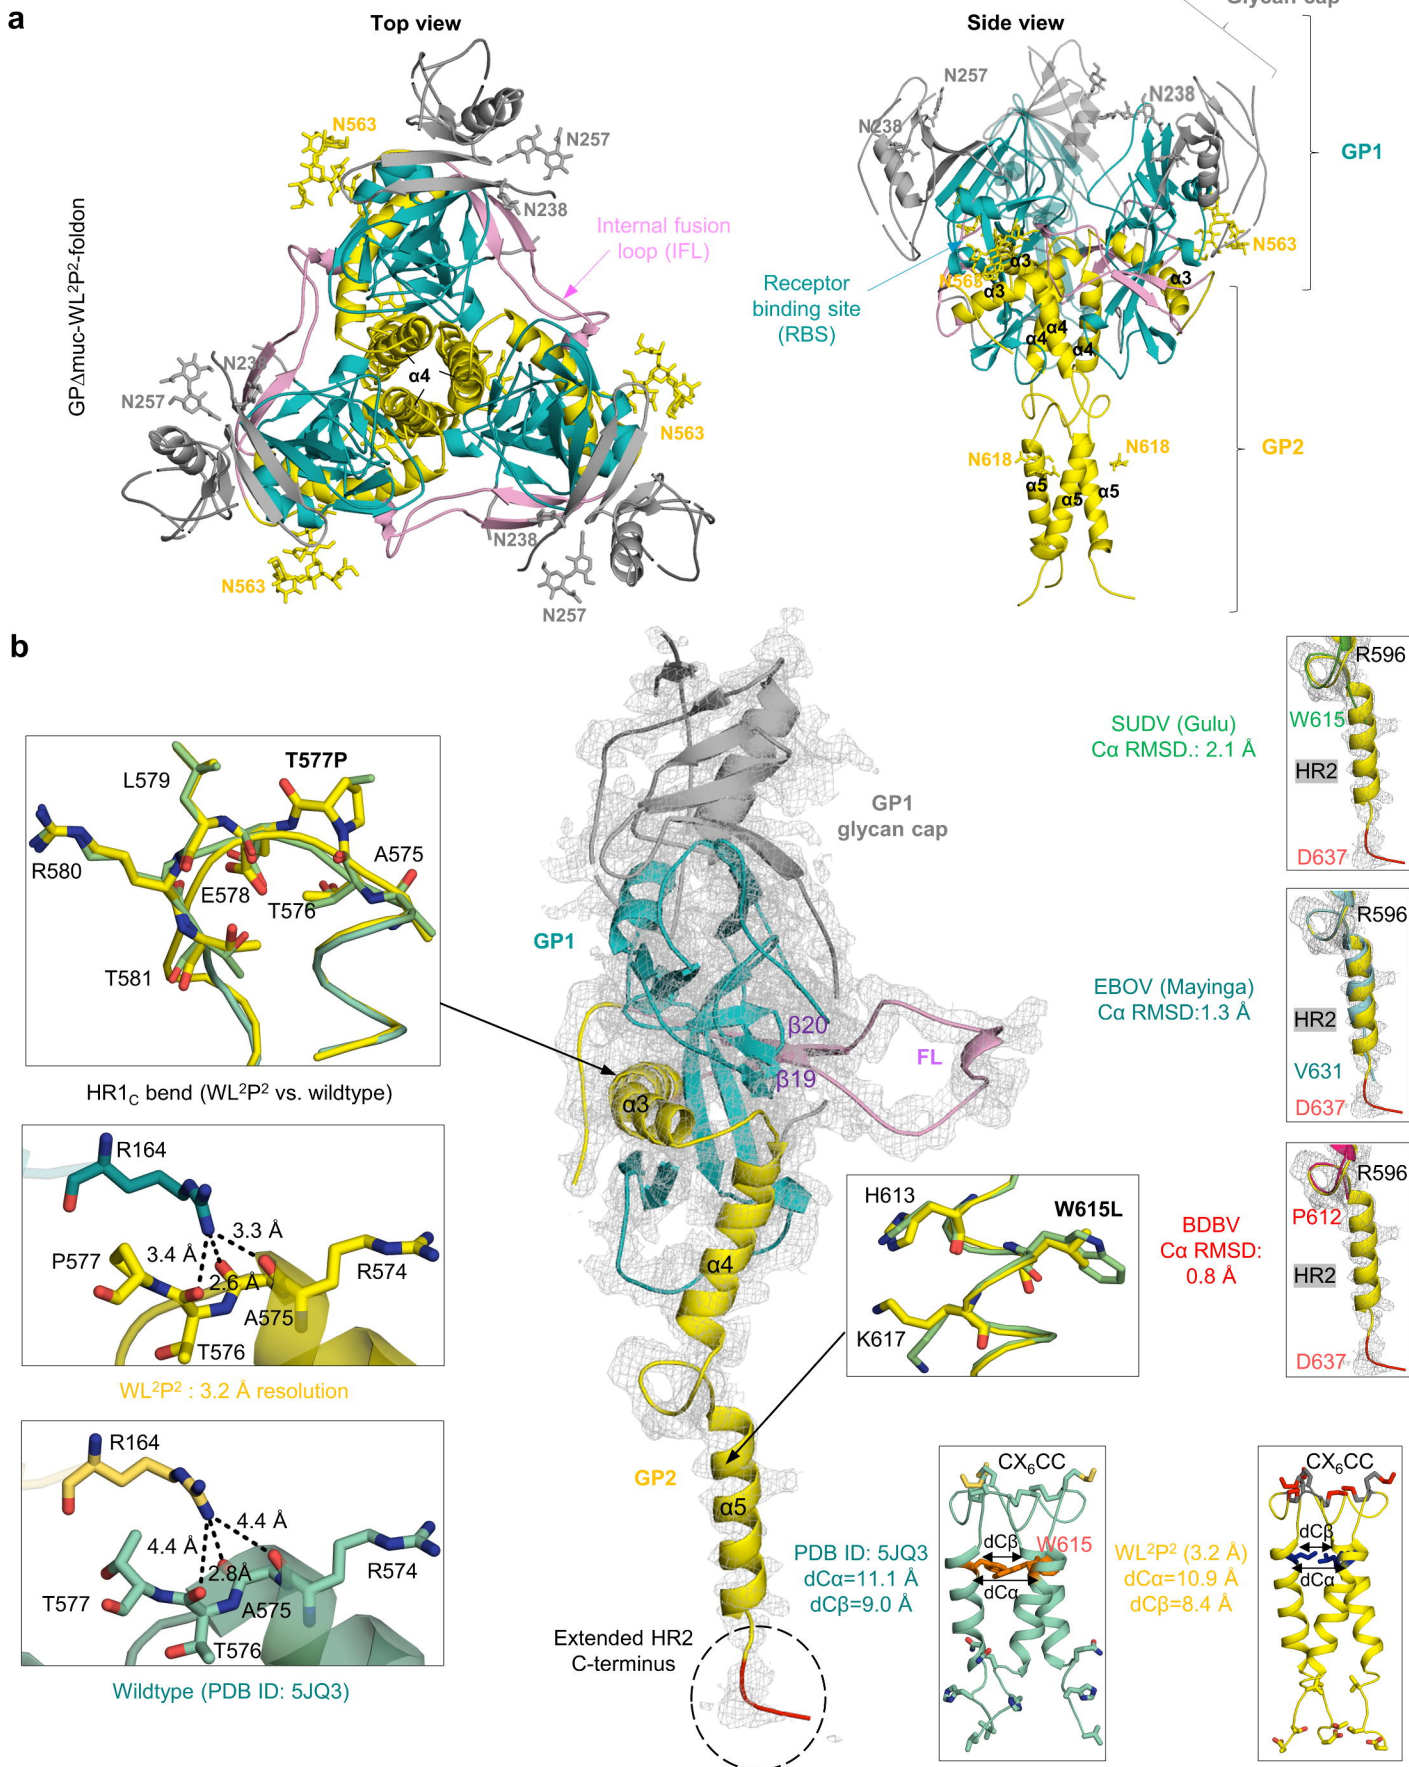 a
Top view
Side view
Glycan cap
GPΔmuc-WL²P²-foldon
N563
N257
N238
Internal fusion
loop (IFL)
α4
N257
N563
N238
N563
N257
N257
N238
N238
N563
N563
α3
α3
α3
Receptor
binding site
(RBS)
α4
α4
α4
N618
N618
α5
α5
α5
GP1
GP2
b
L579
T577P
R580
E578
A575
T576
T581
HR1C bend (WL²P² vs. wildtype)
R164
3.3 Å
3.4 Å
P577
2.6 Å
R574
A575
T576
WL²P² : 3.2 Å resolution
R164
4.4 Å
4.4 Å
2.8Å
R574
T577
A575
T576
Wildtype (PDB ID: 5JQ3)
GP1
glycan cap
GP1
β20
β19
FL
α3
α4
GP2
α5
Extended HR2
C-terminus
H613
W615L
K617
SUDV (Gulu)
Cα RMSD.: 2.1 Å
R596
W615
HR2
D637
EBOV (Mayinga)
Cα RMSD:1.3 Å
R596
HR2
V631
D637
BDBV
Cα RMSD:
0.8 Å
R596
P612
HR2
D637
PDB ID: 5JQ3
dCα=11.1 Å
dCβ=9.0 Å
CX₆CC
dCβ
W615
dCα
WL²P² (3.2 Å)
dCα=10.9 Å
dCβ=8.4 Å
CX₆CC
dCβ
dCα